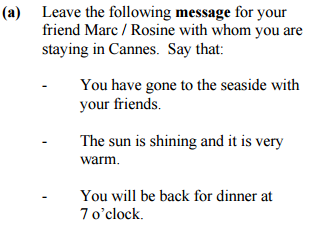 (a) Leave the following message for your
friend Marc / Rosine with whom you are
staying in Cannes. Say that:
- You have gone to the seaside with
your friends.
- The sun is shining and it is very
warm.
- You will be back for dinner at
7 o’clock.